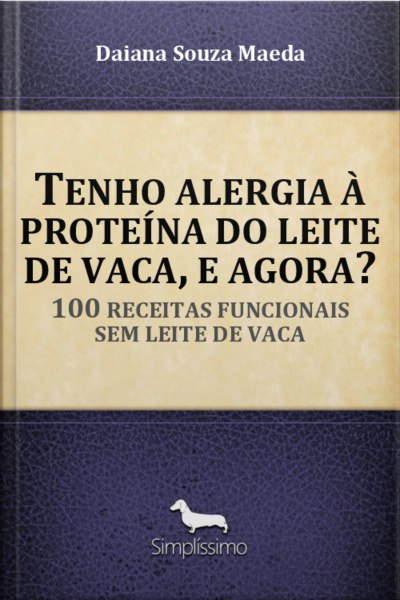 Daiana Souza Maeda
TENHO ALERGIA À
PROTEÍNA DO LEITE
DE VACA, E AGORA?
100 RECEITAS FUNCIONAIS
SEM LEITE DE VACA
Simplíssimo